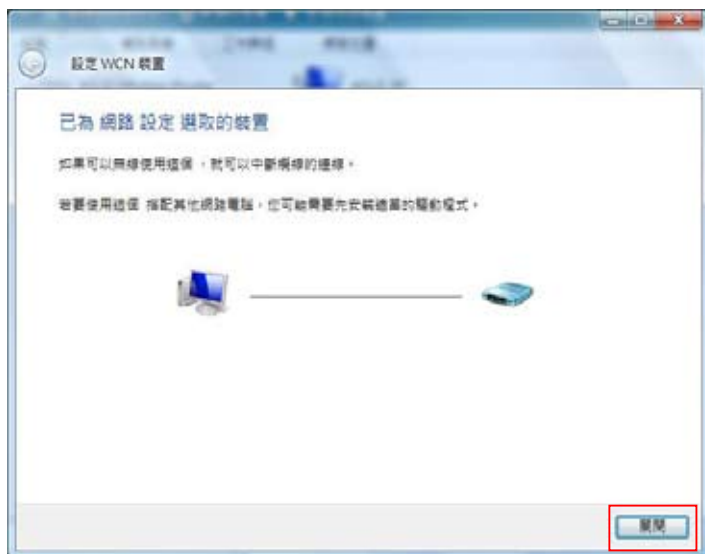 設定 WCN 裝置
已為 網路 設定 選取的裝置
如果可以無線使用這個 ，就可以中斷纜線的連線。
若要使用這個 搭配其他網路電腦，您可能需要先安裝適當的驅動程式。
關閉